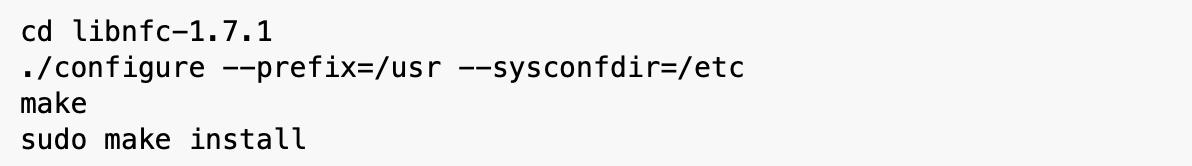 cd libnfc-1.7.1
./configure --prefix=/usr --sysconfdir=/etc
make
sudo make install